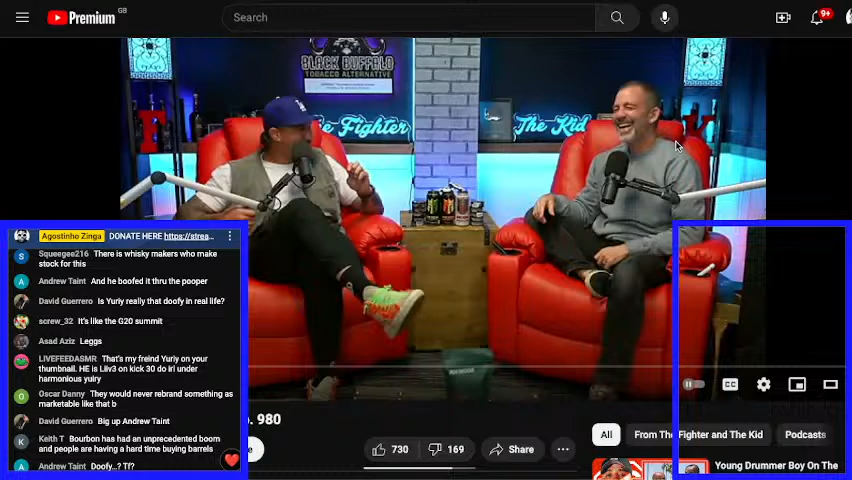 Premium GB
Search
9+
BLACK BUFFALO
TOBACCO ALTERNATIVE
The Kid
Fighter
F
K
Agostinho Zinga DONATE HERE https://strea...
Squeegee216 There is whisky makers who make
stock for this
Andrew Taint And he boofed it thru the pooper
David Guerrero Is Yuriy really that doofy in real life?
screw_32 It's like the G20 summit
Asad Aziz Leggs
LIVEFEEDASMR That's my freind Yuriy on your
thumbnail. HE is Lliv3 on kick 30 do irl under
harmonious yuiry
Oscar Danny They would never rebrand something as
marketable like that b
David Guerrero Big up Andrew Taint
Keith T Bourbon has had an unprecedented boom
and people are having a hard time buying barrels
Andrew Taint Doofy...? Tf?
CC
. 980
730
169
Share
All
From The Fighter and The Kid
Podcasts
Young Drummer Boy On The